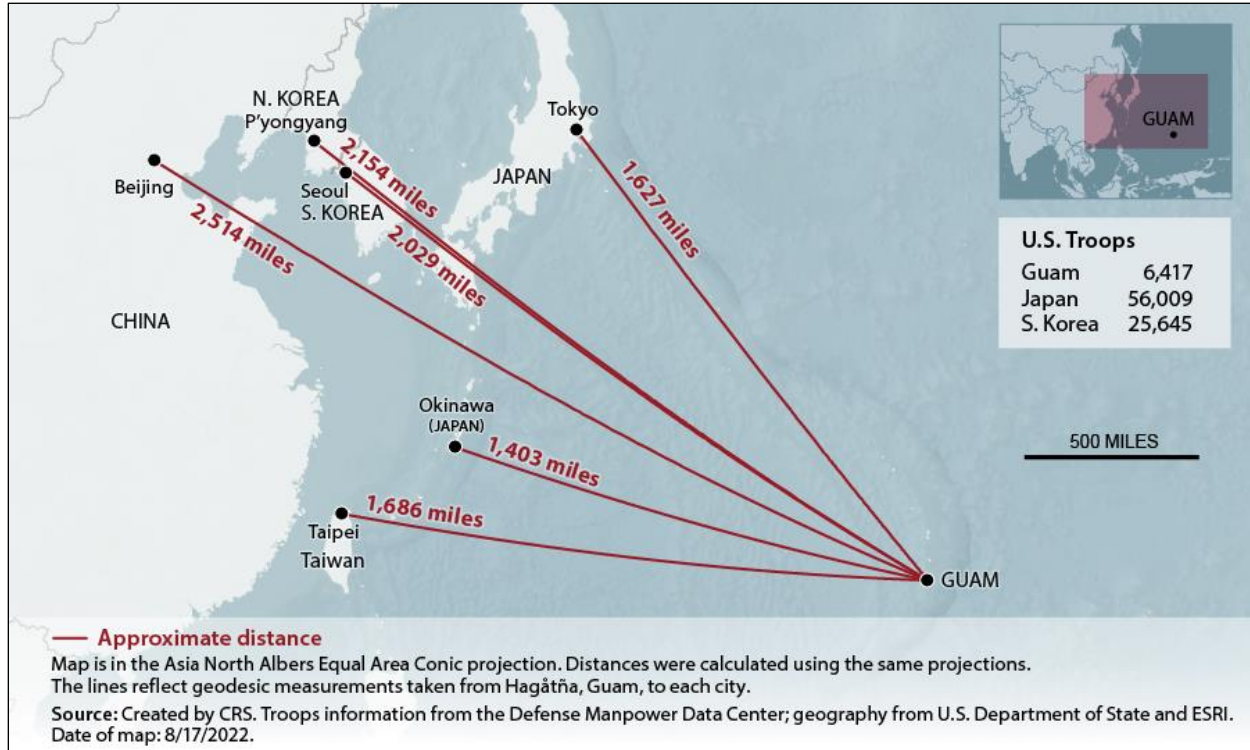 N. KOREA
P'yongyang
Tokyo
GUAM
2,154 miles
JAPAN
1,627 miles
Beijing
Seoul
S. KOREA
2,514 miles
2,029 miles
U.S. Troops
Guam 6,417
Japan 56,009
S. Korea 25,645
CHINA
Okinawa
(JAPAN)
500 MILES
1,403 miles
1,686 miles
Taipei
Taiwan
GUAM
Approximate distance
Map is in the Asia North Albers Equal Area Conic projection. Distances were calculated using the same projections.
The lines reflect geodesic measurements taken from Hagåtña, Guam, to each city.
Source: Created by CRS. Troops information from the Defense Manpower Data Center; geography from U.S. Department of State and ESRI.
Date of map: 8/17/2022.